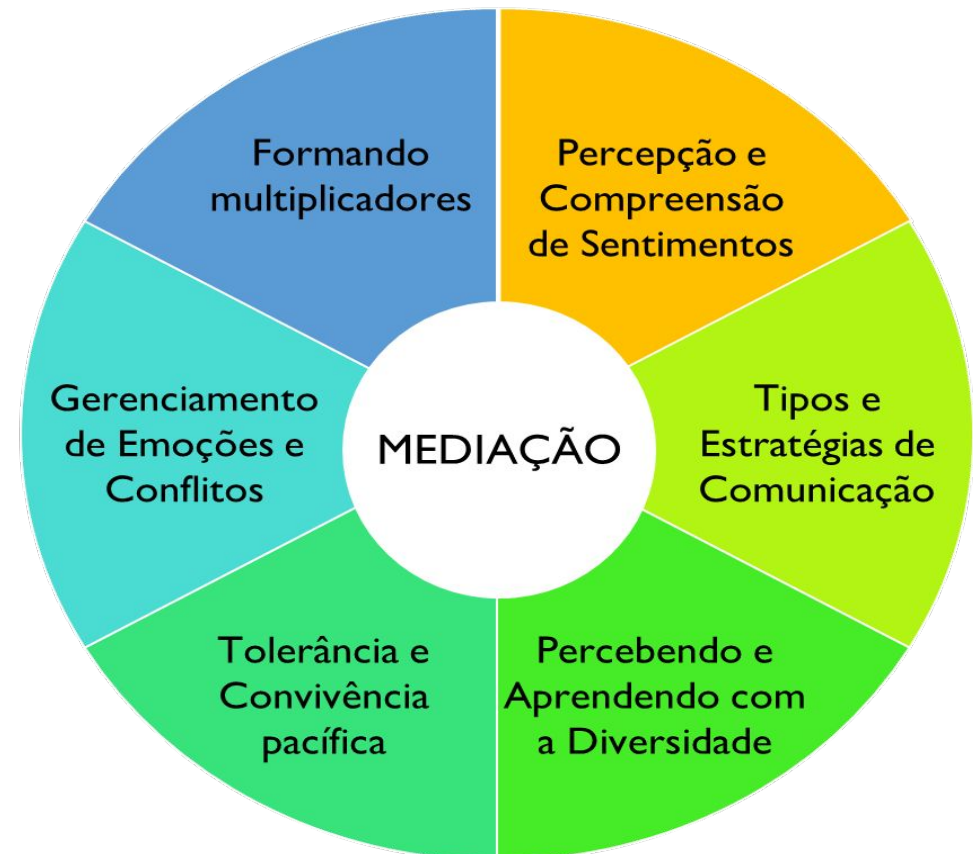 Formando
multiplicadores
Percepção e
Compreensão
de Sentimentos
Gerenciamento
de Emoções e
Conflitos
MEDIAÇÃO
Tipos e
Estratégias de
Comunicação
Tolerância e
Convivência
pacífica
Percebendo e
Aprendendo com
a Diversidade